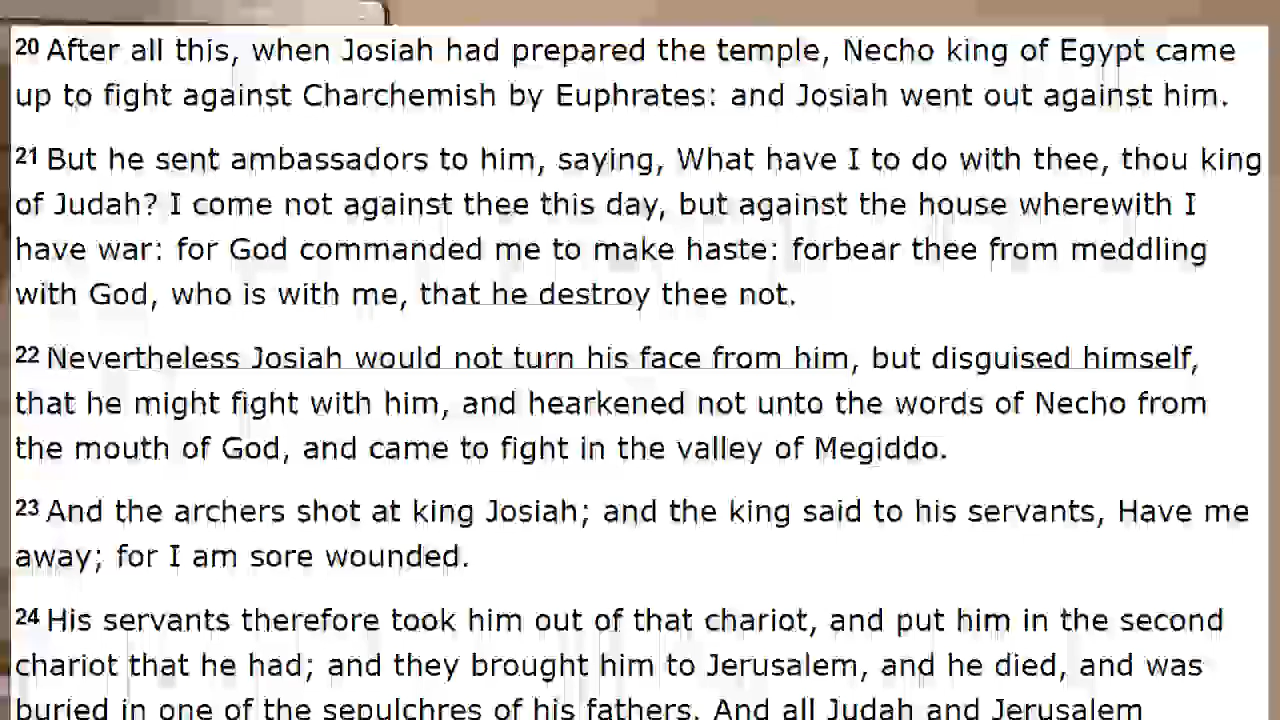 20 After all this, when Josiah had prepared the temple, Necho king of Egypt came
up to fight against Charchemish by Euphrates: and Josiah went out against him.
21 But he sent ambassadors to him, saying, What have I to do with thee, thou king
of Judah? I come not against thee this day, but against the house wherewith I
have war: for God commanded me to make haste: forbear thee from meddling
with God, who is with me, that he destroy thee not.
22 Nevertheless Josiah would not turn his face from him, but disguised himself,
that he might fight with him, and hearkened not unto the words of Necho from
the mouth of God, and came to fight in the valley of Megiddo.
23 And the archers shot at king Josiah; and the king said to his servants, Have me
away; for I am sore wounded.
24 His servants therefore took him out of that chariot, and put him in the second
chariot that he had; and they brought him to Jerusalem, and he died, and was
buried in one of the sepulchres of his fathers. And all Judah and Jerusalem